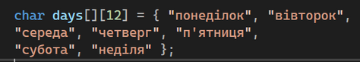 char days[][12] = { "понеділок", "вівторок",
"середа", "четверг", "п'ятниця",
"субота", "неділя" };